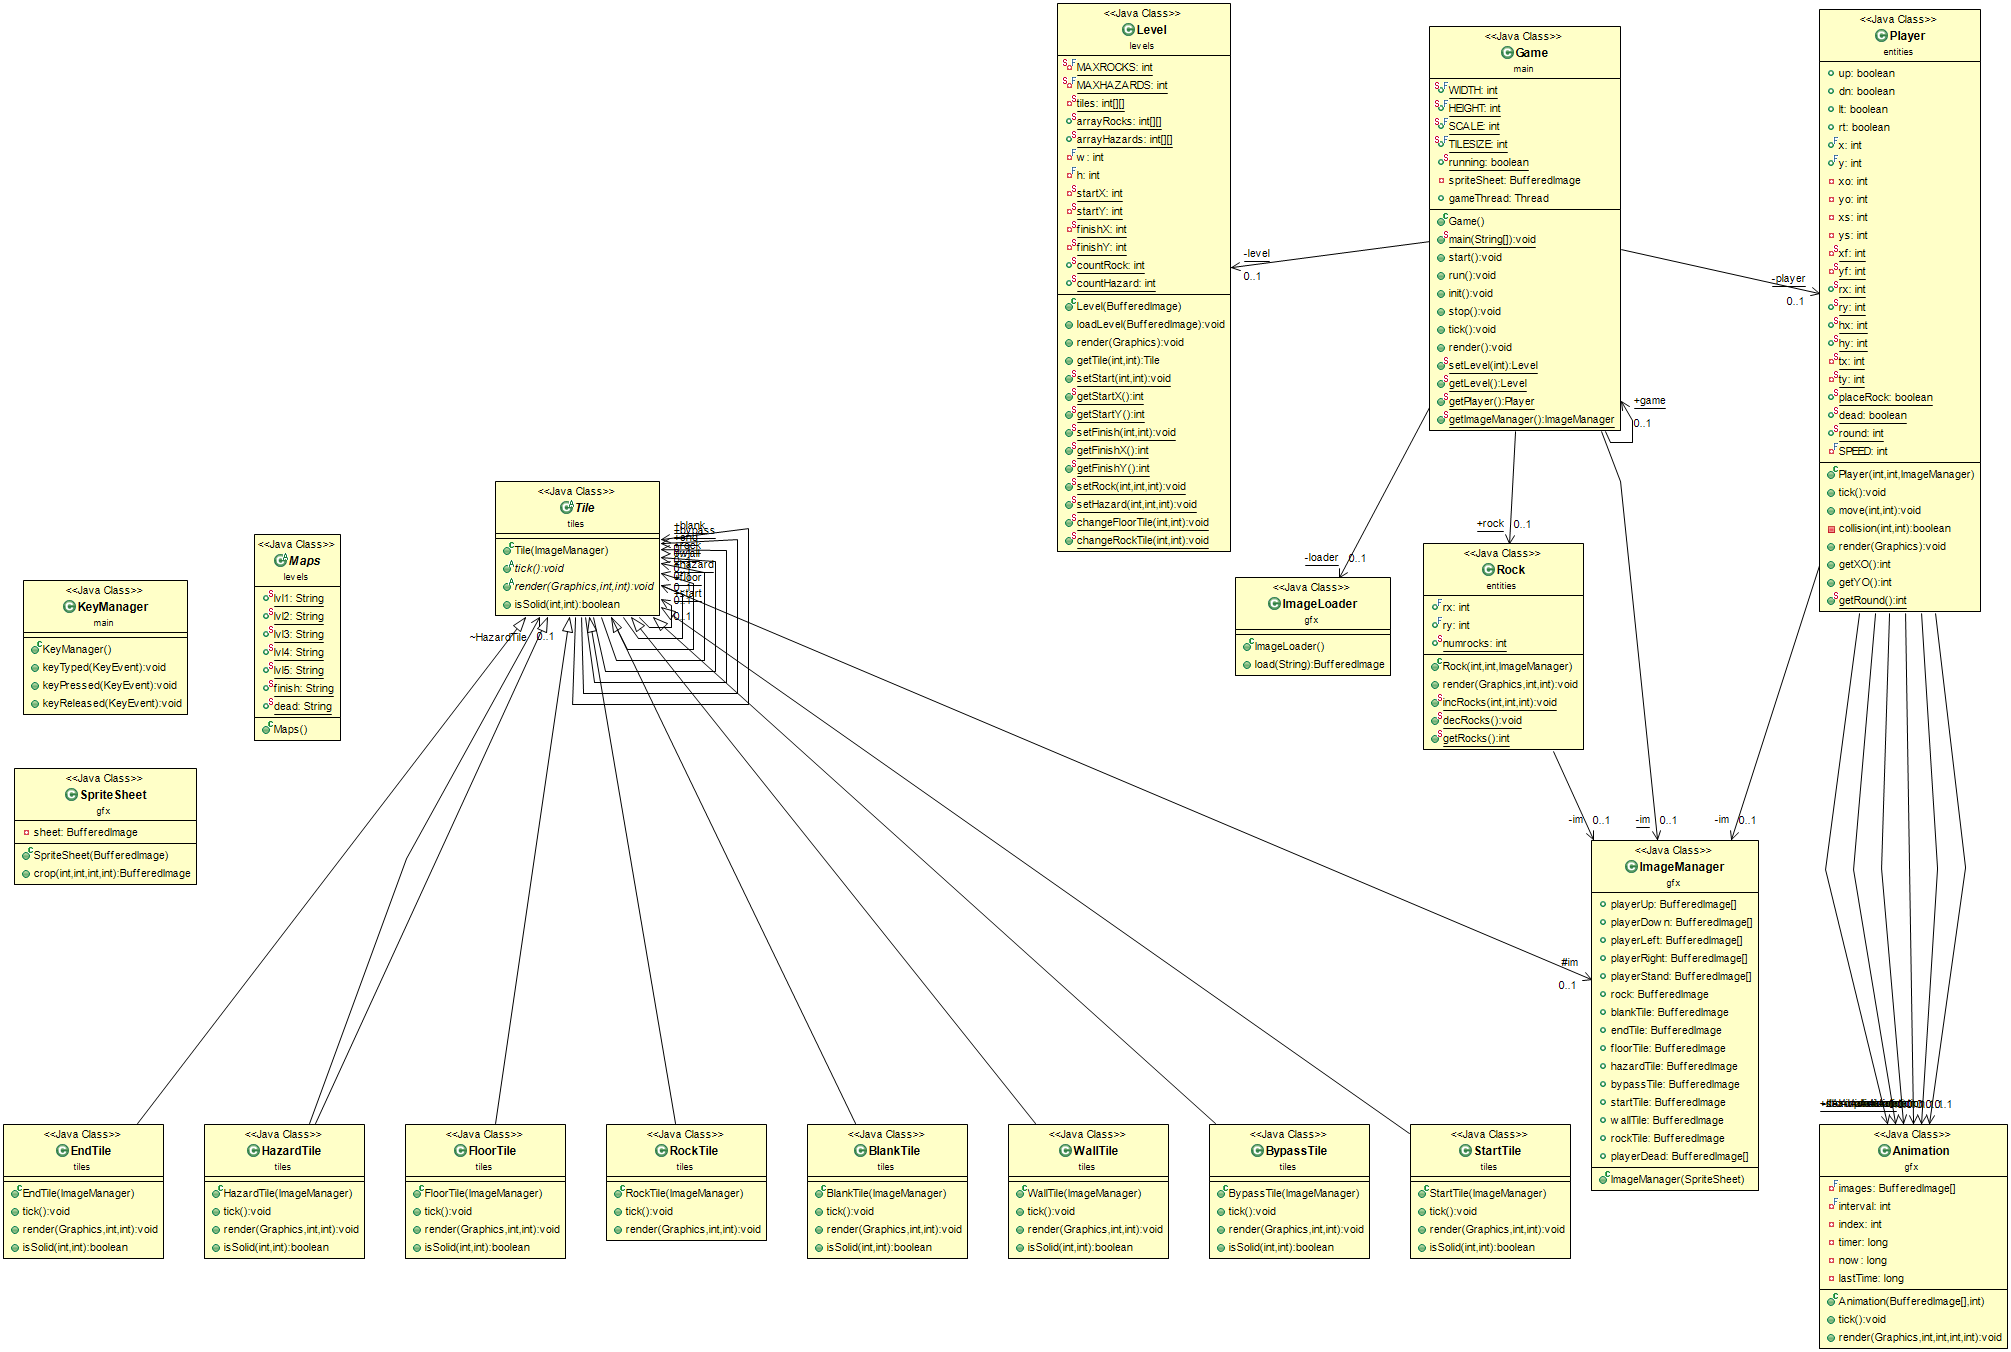 <<Java Class>>
Level
levels
MAXROCKS: int
MAXHAZARDS: int
tiles: int[][]
arrayRocks: int[][]
arrayHazards: int[][]
w: int
h: int
startX: int
startY: int
finishX: int
finishY: int
countRock: int
countHazard: int
Level(BufferedImage)
loadLevel(BufferedImage):void
render(Graphics):void
getTile(int,int):Tile
setStart(int,int):void
getStartX():int
getStartY():int
setFinish(int,int):void
getFinishX():int
getFinishY():int
setRock(int,int,int):void
setHazard(int,int,int):void
changeFloorTile(int,int):void
changeRockTile(int,int):void
<<Java Class>>
Game
main
WIDTH: int
HEIGHT: int
SCALE: int
TILESIZE: int
running: boolean
spriteSheet: BufferedImage
gameThread: Thread
Game()
main(String[]):void
start():void
run():void
init():void
stop():void
tick():void
render():void
setLevel(int):Level
getLevel():Level
getPlayer():Player
getImageManager():ImageManager
<<Java Class>>
Player
entities
up: boolean
dn: boolean
lt: boolean
rt: boolean
x: int
y: int
xo: int
yo: int
xs: int
ys: int
xf: int
yf: int
rx: int
ry: int
hx: int
hy: int
tx: int
ty: int
placeRock: boolean
dead: boolean
round: int
SPEED: int
Player(int,int,ImageManager)
tick():void
move(int,int):void
collision(int,int):boolean
render(Graphics):void
getXO():int
getYO():int
getRound():int
-level
0..1
-player
0..1
+game
0..1
-loader
0..1
+rock
0..1
<<Java Class>>
Tile
tiles
Tile(ImageManager)
tick():void
render(Graphics,int,int):void
isSolid(int,int):boolean
+blank
+bypass
+hazard
+floor
+start
0..1
~HazardTile
0..1
<<Java Class>>
Maps
levels
lvl1: String
lvl2: String
lvl3: String
lvl4: String
lvl5: String
finish: String
dead: String
Maps()
<<Java Class>>
KeyManager
main
KeyManager()
keyTyped(KeyEvent):void
keyPressed(KeyEvent):void
keyReleased(KeyEvent):void
<<Java Class>>
ImageLoader
gfx
ImageLoader()
load(String):BufferedImage
<<Java Class>>
Rock
entities
rx: int
ry: int
numrocks: int
Rock(int,int,ImageManager)
render(Graphics,int,int):void
incRocks(int,int,int):void
decRocks():void
getRocks():int
<<Java Class>>
SpriteSheet
gfx
sheet: BufferedImage
SpriteSheet(BufferedImage)
crop(int,int,int,int):BufferedImage
-im
0..1
-im
0..1
-im
0..1
#im
0..1
<<Java Class>>
ImageManager
gfx
playerUp: BufferedImage[]
playerDown: BufferedImage[]
playerLeft: BufferedImage[]
playerRight: BufferedImage[]
playerStand: BufferedImage[]
rock: BufferedImage
blankTile: BufferedImage
endTile: BufferedImage
floorTile: BufferedImage
hazardTile: BufferedImage
bypassTile: BufferedImage
startTile: BufferedImage
wallTile: BufferedImage
rockTile: BufferedImage
playerDead: BufferedImage[]
ImageManager(SpriteSheet)
<<Java Class>>
EndTile
tiles
EndTile(ImageManager)
tick():void
render(Graphics,int,int):void
isSolid(int,int):boolean
<<Java Class>>
HazardTile
tiles
HazardTile(ImageManager)
tick():void
render(Graphics,int,int):void
isSolid(int,int):boolean
<<Java Class>>
FloorTile
tiles
FloorTile(ImageManager)
tick():void
render(Graphics,int,int):void
isSolid(int,int):boolean
<<Java Class>>
RockTile
tiles
RockTile(ImageManager)
tick():void
render(Graphics,int,int):void
<<Java Class>>
BlankTile
tiles
BlankTile(ImageManager)
tick():void
render(Graphics,int,int):void
isSolid(int,int):boolean
<<Java Class>>
WallTile
tiles
WallTile(ImageManager)
tick():void
render(Graphics,int,int):void
isSolid(int,int):boolean
<<Java Class>>
BypassTile
tiles
BypassTile(ImageManager)
tick():void
render(Graphics,int,int):void
isSolid(int,int):boolean
<<Java Class>>
StartTile
tiles
StartTile(ImageManager)
tick():void
render(Graphics,int,int):void
isSolid(int,int):boolean
<<Java Class>>
Animation
gfx
images: BufferedImage[]
interval: int
index: int
timer: long
now: long
lastTime: long
Animation(BufferedImage[],int)
tick():void
render(Graphics,int,int,int,int):void